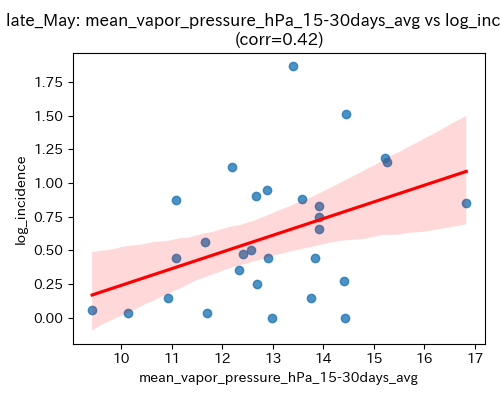 late_May: mean_vapor_pressure_hPa_15-30days_avg vs log_inc
(corr=0.42)
log_incidence
1.75
1.50
1.25
1.00
0.75
0.50
0.25
0.00
10 11 12 13 14 15 16 17
mean_vapor_pressure_hPa_15-30days_avg